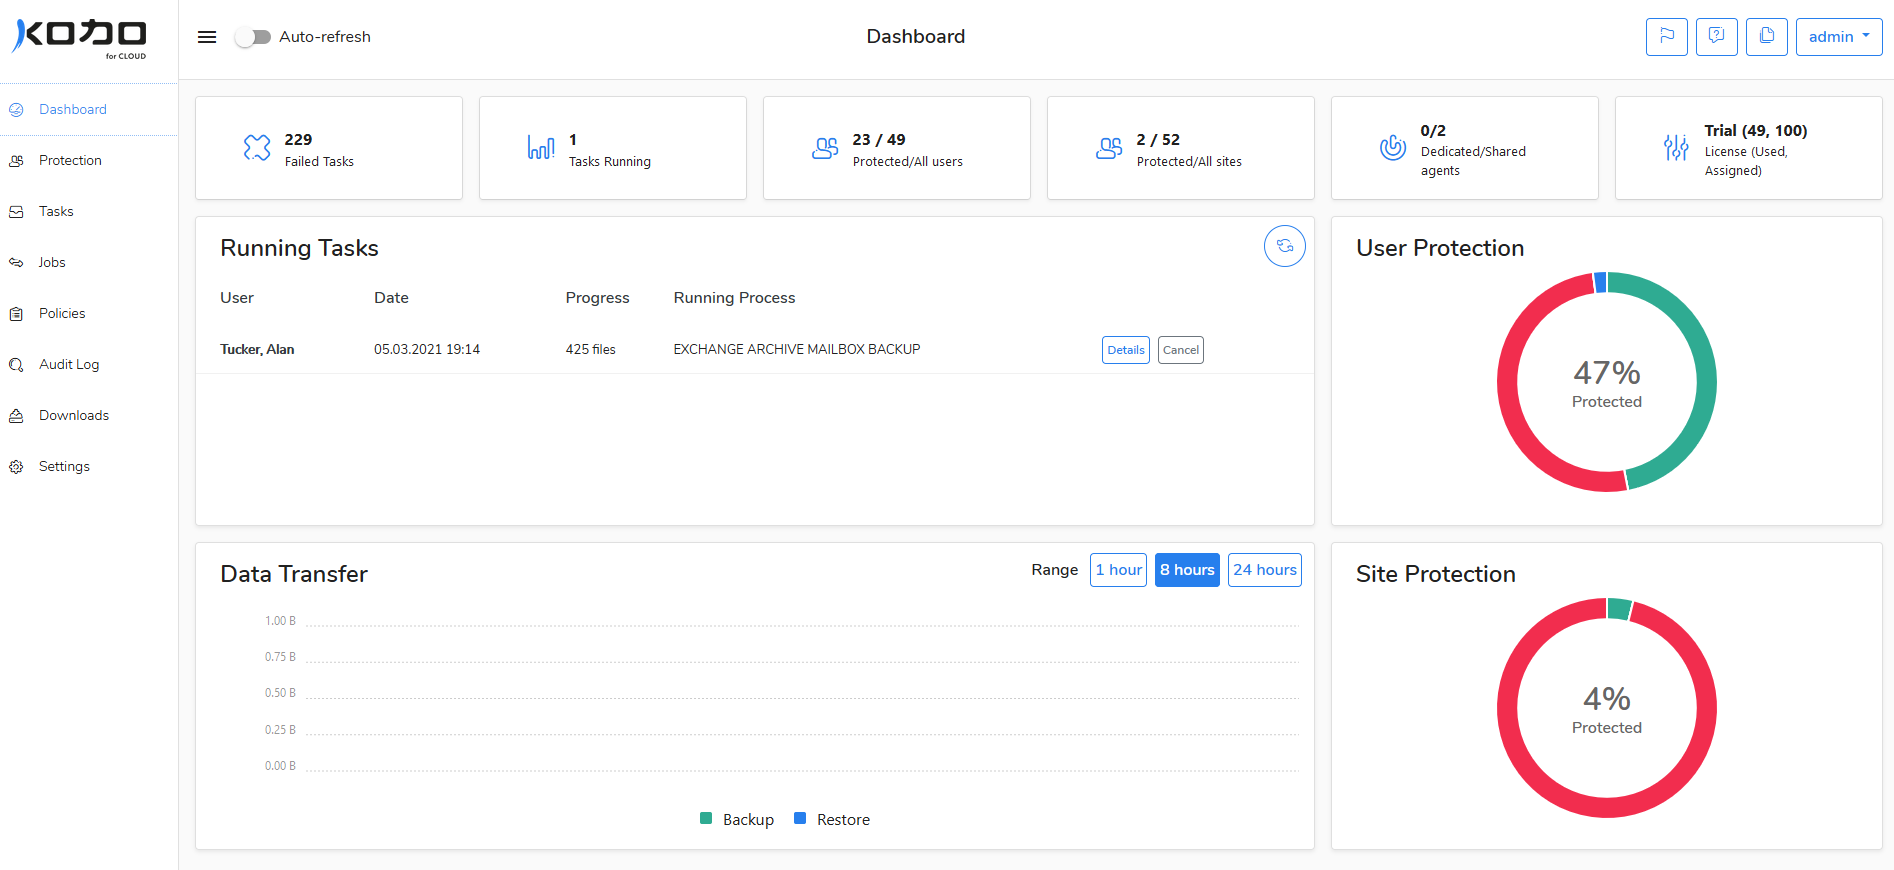 KODO
for CLOUD
Auto-refresh
Dashboard
admin
Dashboard
Protection
Tasks
Jobs
Policies
Audit Log
Downloads
Settings
229
Failed Tasks
1
Tasks Running
23 / 49
Protected/All users
2 / 52
Protected/All sites
0/2
Dedicated/Shared
agents
Trial (49, 100)
License (Used,
Assigned)
Running Tasks
User Date Progress Running Process
Tucker, Alan 05.03.2021 19:14 425 files EXCHANGE ARCHIVE MAILBOX BACKUP Details Cancel
User Protection
47%
Protected
Data Transfer
Range 1 hour 8 hours 24 hours
1.00 B
0.75 B
0.50 B
0.25 B
0.00 B
Backup Restore
Site Protection
4%
Protected